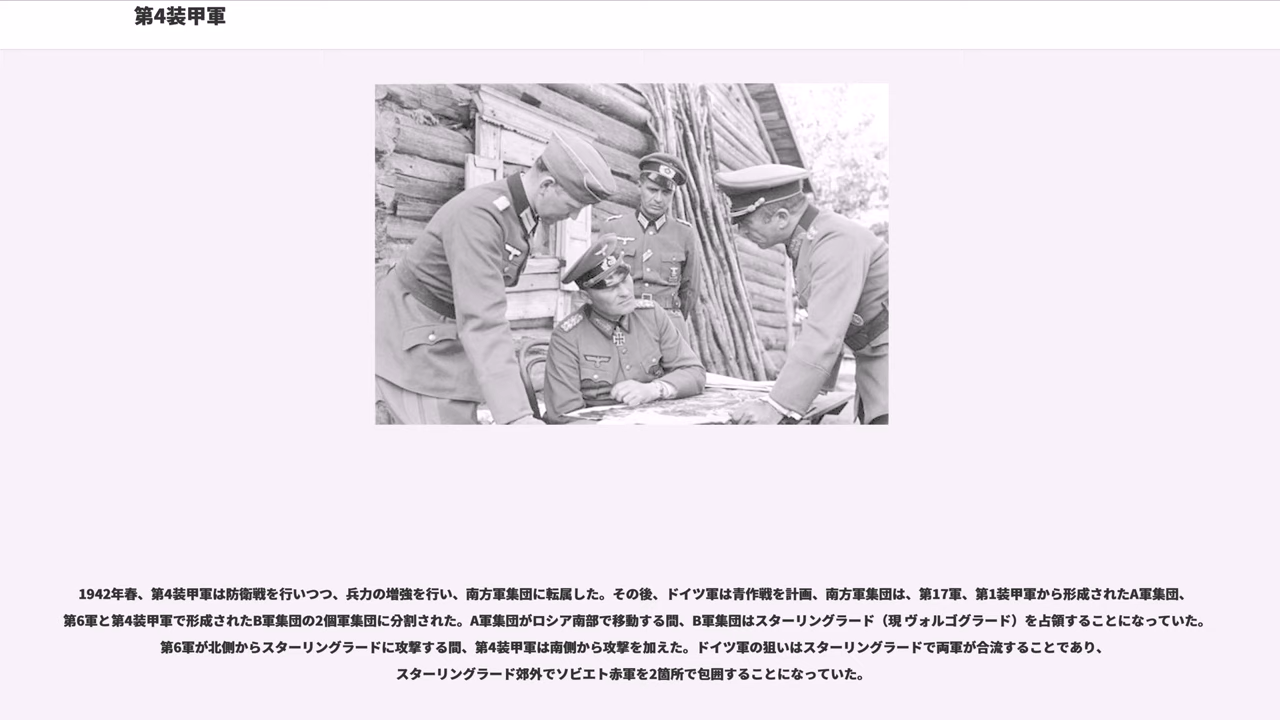 第4装甲軍
1942年春、第4装甲軍は防衛戦を行いつつ、兵力の増強を行い、南方軍集団に転属した。その後、ドイツ軍は青作戦を計画、南方軍集団は、第17軍、第1装甲軍から形成されたA軍集団、
第6軍と第4装甲軍で形成されたB軍集団の2個軍集団に分割された。A軍集団がロシア南部で移動する間、B軍集団はスターリングラード（現 ヴォルゴグラード）を占領することになっていた。
第6軍が北側からスターリングラードに攻撃する間、第4装甲軍は南側から攻撃を加えた。ドイツ軍の狙いはスターリングラードで両軍が合流することであり、
スターリングラード郊外でソビエト赤軍を2箇所で包囲することになっていた。